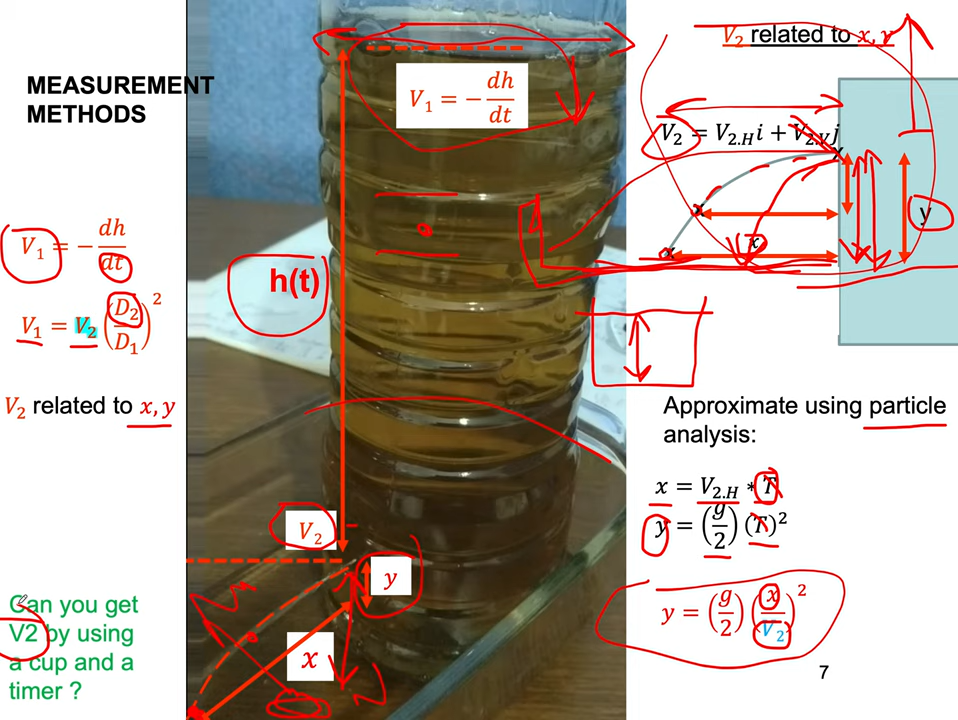 MEASUREMENT
METHODS
V₁ = − dh/dt
V₁ = V₂ (D₂/D₁)²
V₂ related to x, y
Can you get
V2 by using
a cup and a
timer ?
V₁ = − dh/dt
h(t)
V₂
y
x
V₂ related to x, y
V₂ = V₂.H i + V₂.V j
y
x
Approximate using particle
analysis:
x = V₂.H ∗ T
y = (g/2) (T)²
y = (g/2) (x/V₂)²
7